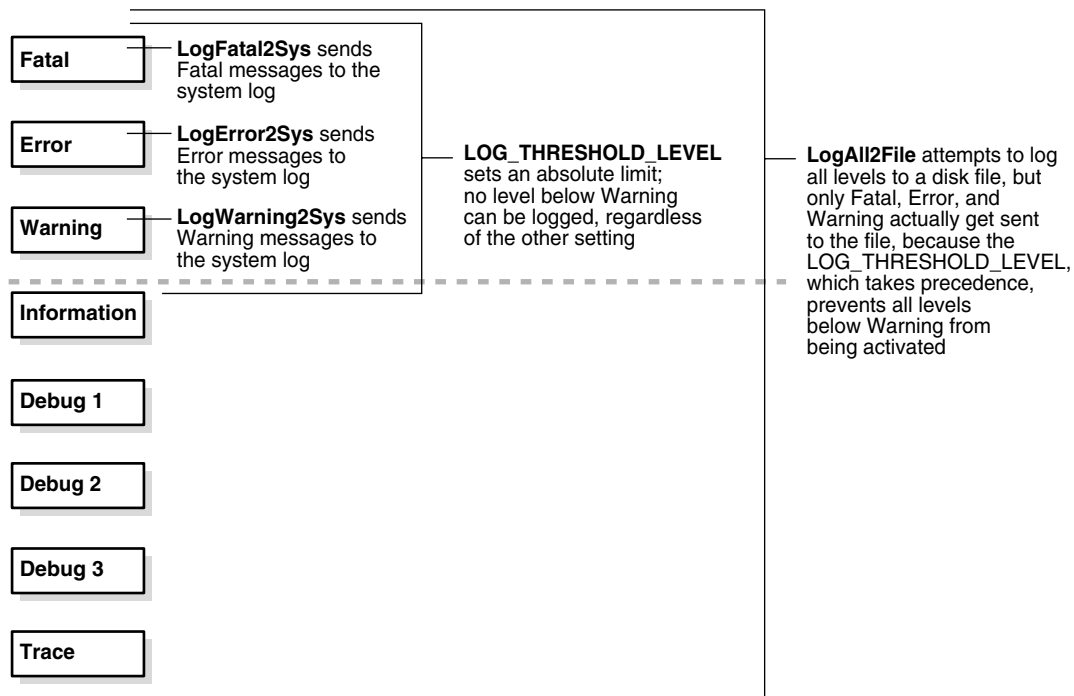 Fatal
LogFatal2Sys sends
Fatal messages to the
system log
Error
LogError2Sys sends
Error messages to
the system log
Warning
LogWarning2Sys sends
Warning messages to
the system log
LOG_THRESHOLD_LEVEL
sets an absolute limit;
no level below Warning
can be logged, regardless
of the other setting
LogAll2File attempts to log
all levels to a disk file, but
only Fatal, Error, and
Warning actually get sent
to the file, because the
LOG_THRESHOLD_LEVEL,
which takes precedence,
prevents all levels
below Warning from
being activated
Information
Debug 1
Debug 2
Debug 3
Trace